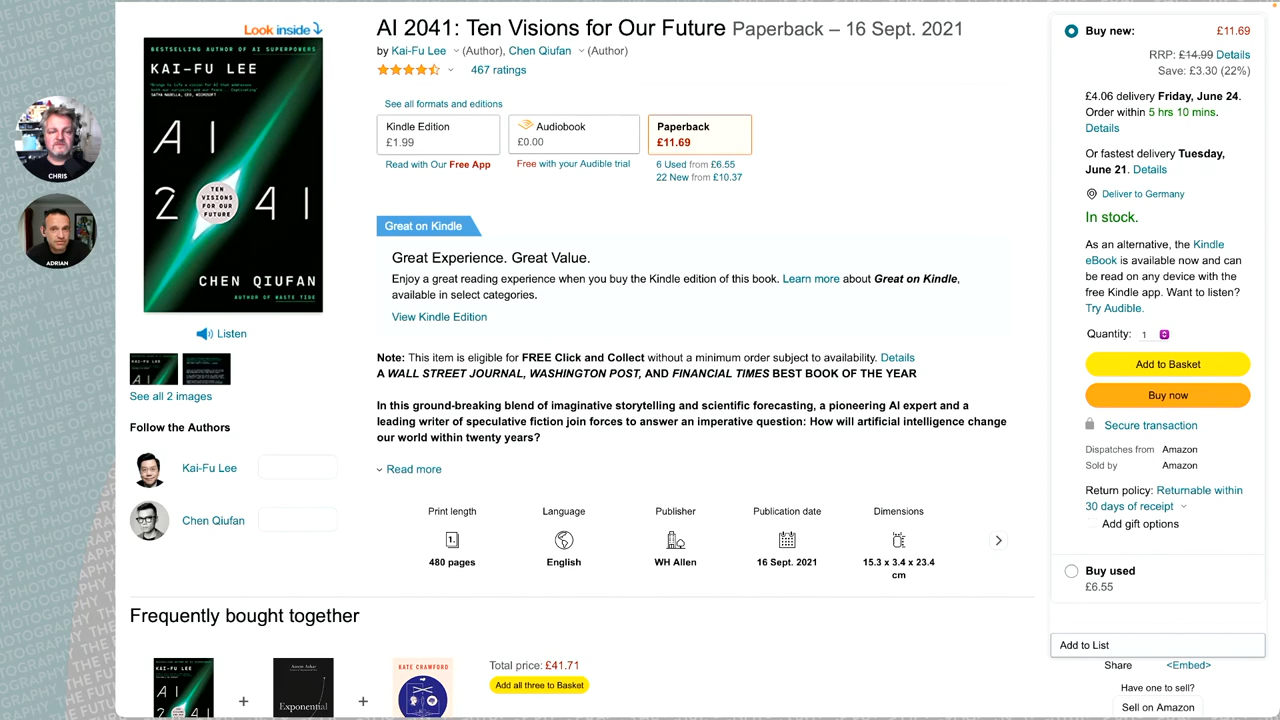 Look inside
BESTSELLING AUTHOR OF AI SUPERPOWERS
KAI-FU LEE
AI
2 41
TEN
VISIONS
FOR OUR
FUTURE
CHEN QIUFAN
AUTHOR OF WASTE TIDE
Listen
See all 2 images
Follow the Authors
Kai-Fu Lee
Chen Qiufan
CHRIS
ADRIAN
AI 2041: Ten Visions for Our Future Paperback – 16 Sept. 2021
by Kai-Fu Lee (Author), Chen Qiufan (Author)
467 ratings
See all formats and editions
Kindle Edition
£1.99
Read with Our Free App
Audiobook
£0.00
Free with your Audible trial
Paperback
£11.69
6 Used from £6.55
22 New from £10.37
Great on Kindle
Great Experience. Great Value.
Enjoy a great reading experience when you buy the Kindle edition of this book. Learn more about Great on Kindle,
available in select categories.
View Kindle Edition
Note: This item is eligible for FREE Click and Collect without a minimum order subject to availability. Details
A WALL STREET JOURNAL, WASHINGTON POST, AND FINANCIAL TIMES BEST BOOK OF THE YEAR
In this ground-breaking blend of imaginative storytelling and scientific forecasting, a pioneering AI expert and a
leading writer of speculative fiction join forces to answer an imperative question: How will artificial intelligence change
our world within twenty years?
Read more
Print length
1.
480 pages
Language
English
Publisher
WH Allen
Publication date
16 Sept. 2021
Dimensions
15.3 x 3.4 x 23.4
cm
Frequently bought together
KAI-FU LEE
AI
+
Exponential
+
KATE CRAWFORD
Total price: £41.71
Add all three to Basket
Buy new:
£11.69
RRP: £14.99 Details
Save: £3.30 (22%)
£4.06 delivery Friday, June 24.
Order within 5 hrs 10 mins.
Details
Or fastest delivery Tuesday,
June 21. Details
Deliver to Germany
In stock.
As an alternative, the Kindle
eBook is available now and can
be read on any device with the
free Kindle app. Want to listen?
Try Audible.
Quantity: 1
Add to Basket
Buy now
Secure transaction
Dispatches from Amazon
Sold by Amazon
Return policy: Returnable within
30 days of receipt
Add gift options
Buy used
£6.55
Add to List
Share <Embed>
Have one to sell?
Sell on Amazon